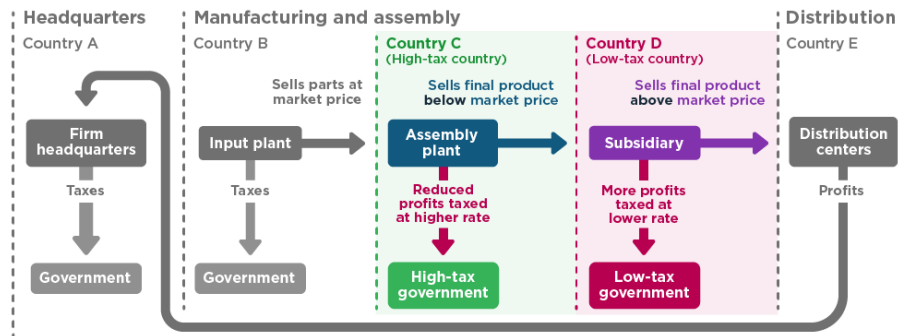 Headquarters
Country A
Manufacturing and assembly
Country B
Country C
(High-tax country)
Country D
(Low-tax country)
Distribution
Country E
Sells parts at
market price
Sells final product
below market price
Sells final product
above market price
Firm
headquarters
Input plant
Assembly
plant
Subsidiary
Distribution
centers
Taxes
Taxes
Reduced
profits taxed
at higher rate
More profits
taxed at
lower rate
Profits
Government
Government
High-tax
government
Low-tax
government